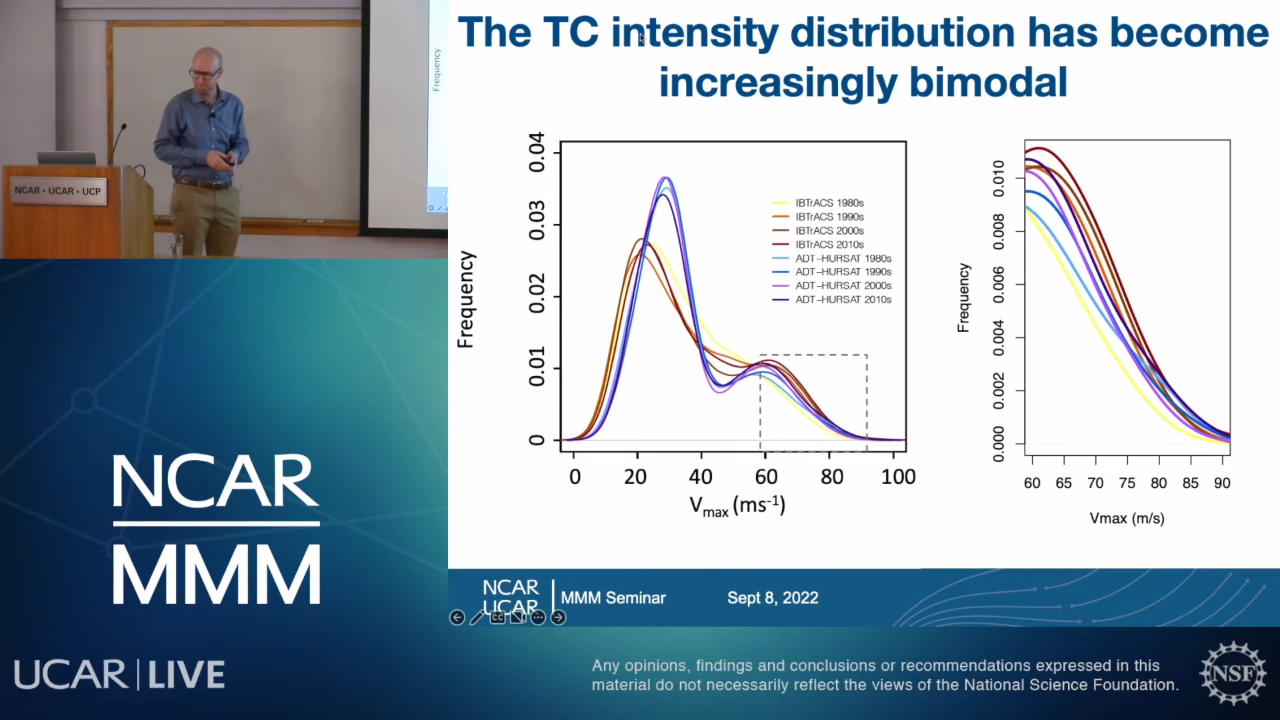 The TC intensity distribution has become
increasingly bimodal
Frequency
NCAR • UCAR • UCP
0.04
0.03
0.02
0.01
0
Frequency
0 20 40 60 80 100
Vmax (ms-1)
IBTrACS 1980s
IBTrACS 1990s
IBTrACS 2000s
IBTrACS 2010s
ADT-HURSAT 1980s
ADT-HURSAT 1990s
ADT-HURSAT 2000s
ADT-HURSAT 2010s
0.010
0.008
0.006
0.004
0.002
0.000
Frequency
60 65 70 75 80 85 90
Vmax (m/s)
NCAR
MMM
NCAR
UCAR
MMM Seminar
Sept 8, 2022
CC
UCAR | LIVE
Any opinions, findings and conclusions or recommendations expressed in this
material do not necessarily reflect the views of the National Science Foundation.
NSF